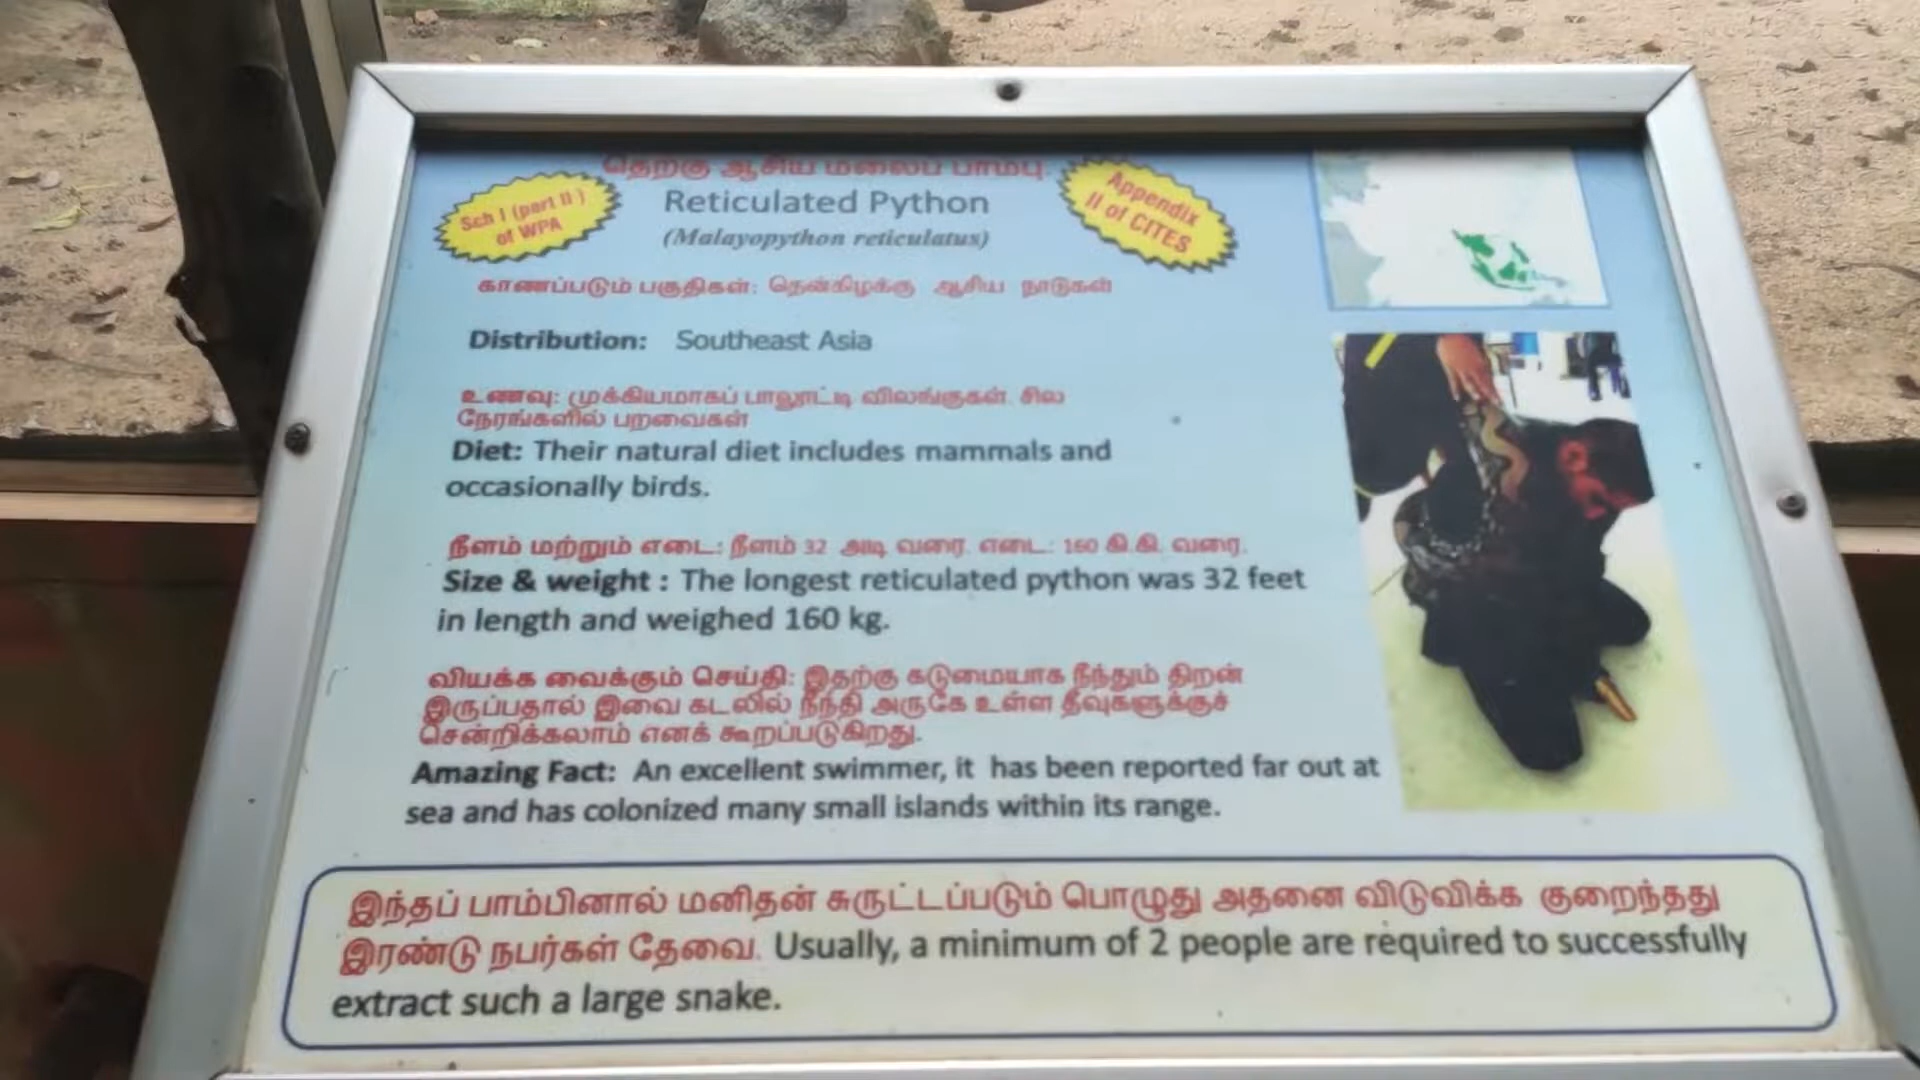 தெற்கு ஆசிய மலைப் பாம்பு.
Sch I (part II)
of WPA
Reticulated Python
(Malayopython reticulatus)
Appendix
II of CITES
காணப்படும் பகுதிகள்: தென்கிழக்கு ஆசிய நாடுகள்
Distribution: Southeast Asia
உணவு: முக்கியமாகப் பாலூட்டி விலங்குகள். சில
நேரங்களில் பறவைகள்
Diet: Their natural diet includes mammals and
occasionally birds.
நீளம் மற்றும் எடை: நீளம் 32 அடி வரை. எடை: 160 கி.கி. வரை.
Size & weight : The longest reticulated python was 32 feet
in length and weighed 160 kg.
வியக்க வைக்கும் செய்தி: இதற்கு கடுமையாக நீந்தும் திறன்
இருப்பதால் இவை கடலில் நீந்தி அருகே உள்ள தீவுகளுக்குச்
சென்றிக்கலாம் எனக் கூறப்படுகிறது.
Amazing Fact: An excellent swimmer, it has been reported far out at
sea and has colonized many small islands within its range.
இந்தப் பாம்பினால் மனிதன் சுருட்டப்படும் பொழுது அதனை விடுவிக்க குறைந்தது
இரண்டு நபர்கள் தேவை. Usually, a minimum of 2 people are required to successfully
extract such a large snake.